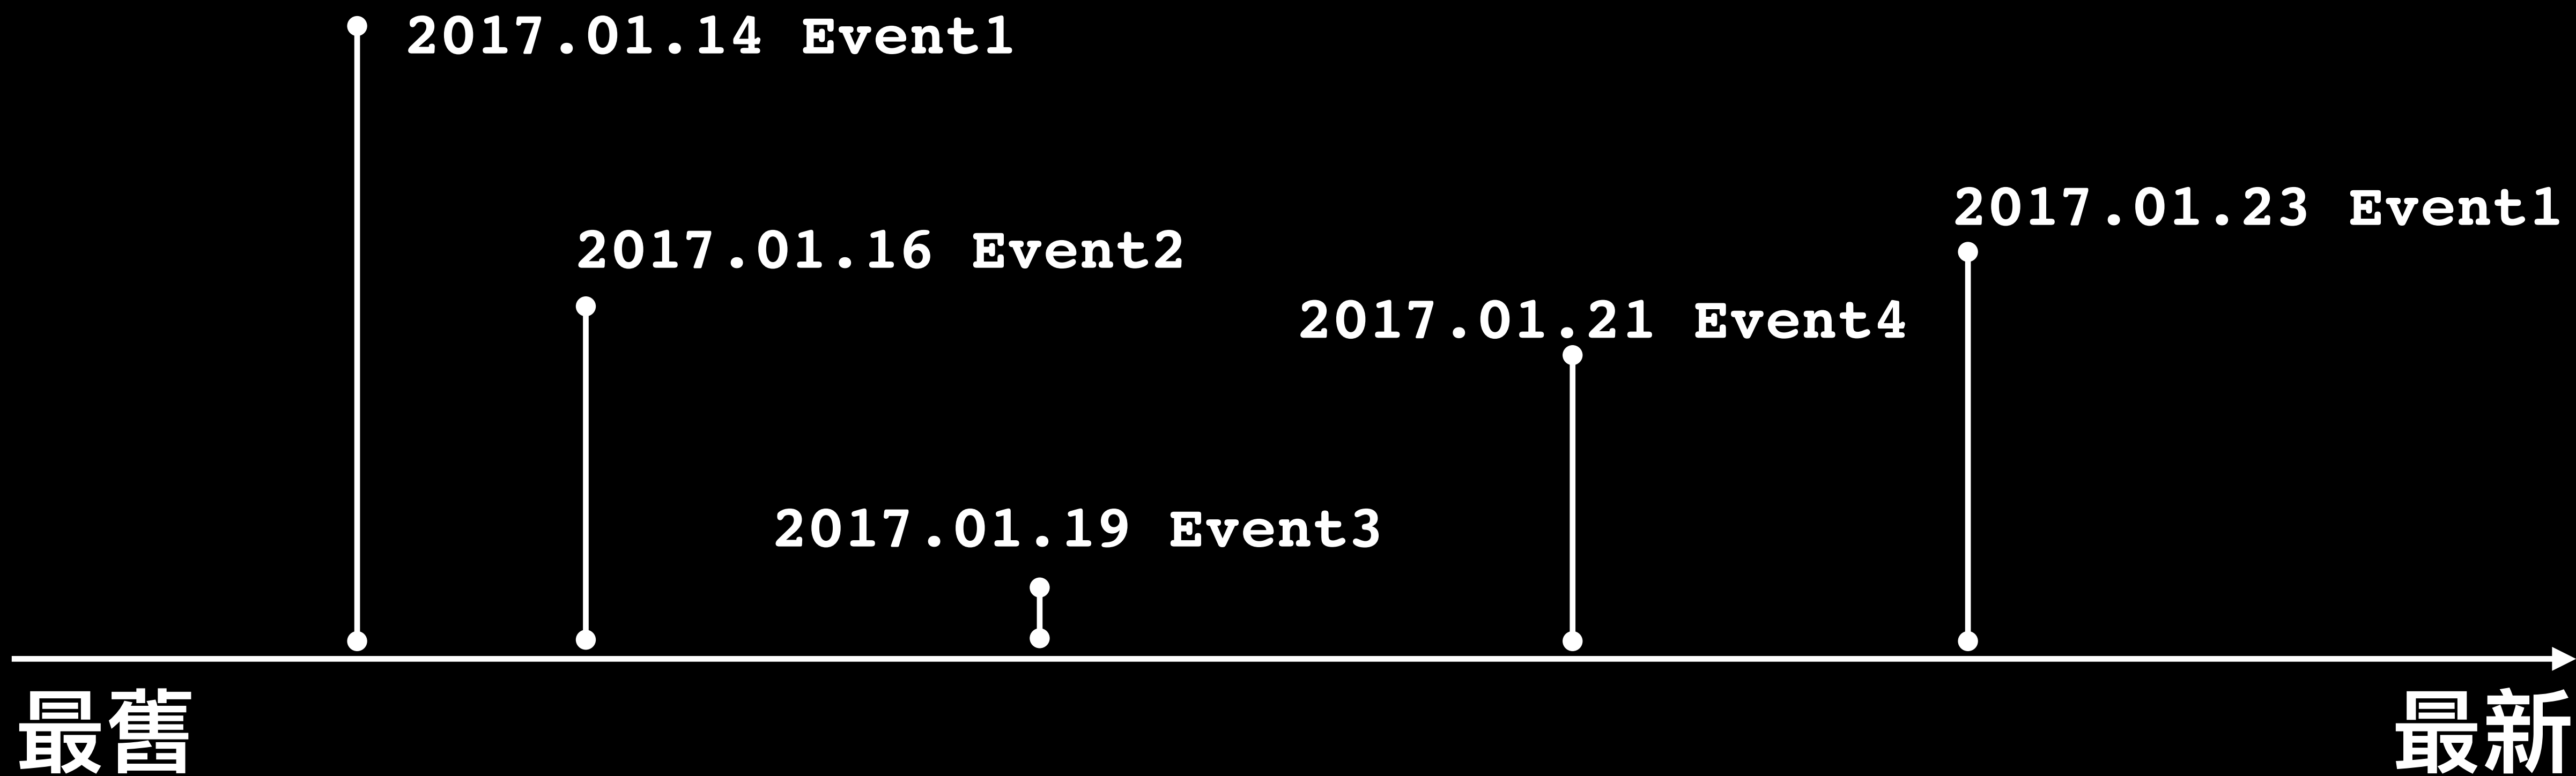 2017.01.14 Event1
2017.01.16 Event2
2017.01.19 Event3
2017.01.21 Event4
2017.01.23 Event1
最舊
最新